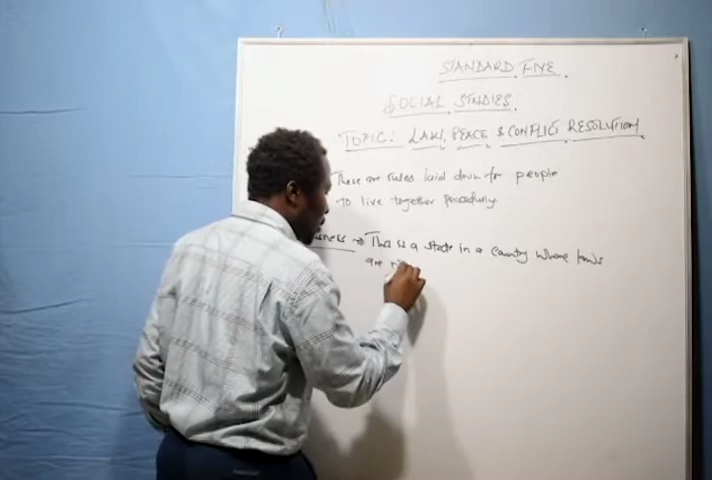 STANDARD FIVE.
SOCIAL STUDIES.
TOPIC: LAW, PEACE & CONFLICT RESOLUTION.
These are rules laid down for people
to live together peacefully.
→ This is a state in a country where laws
are